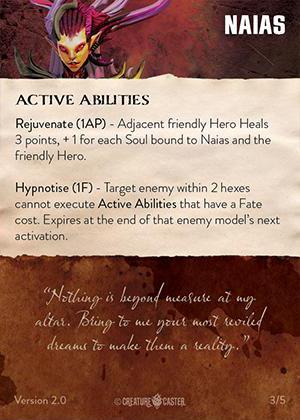 NAIAS
ACTIVE ABILITIES
Rejuvenate (1AP) - Adjacent friendly Hero Heals
3 points, + 1 for each Soul bound to Naias and the
friendly Hero.
Hypnotise (1F) - Target enemy within 2 hexes
cannot execute Active Abilities that have a Fate
cost. Expires at the end of that enemy model's next
activation.
"Nothing is beyond measure at my
altar. Bring to me your most reviled
dreams to make them a reality."
Version 2.0
© CREATURE CASTER.
3/5